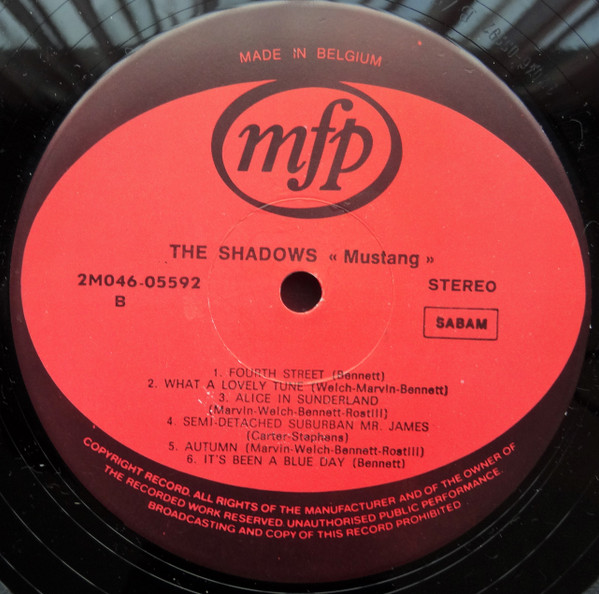 MADE IN BELGIUM
mfp
THE SHADOWS « Mustang »
2M046-05592
STEREO
B
SABAM
1. FOURTH STREET (Bennett)
2. WHAT A LOVELY TUNE (Welch-Marvin-Bennett)
3. ALICE IN SUNDERLAND
(Marvin-Welch-Bennett-Rostill)
4. SEMI-DETACHED SUBURBAN MR. JAMES
(Carter-Staphans)
5. AUTUMN (Marvin-Welch-Bennett-Rostill)
6. IT'S BEEN A BLUE DAY (Bennett)
COPYRIGHT RECORD. ALL RIGHTS OF THE MANUFACTURER AND OF THE OWNER OF
THE RECORDED WORK RESERVED. UNAUTHORISED PUBLIC PERFORMANCE.
BROADCASTING AND COPY OF THIS RECORD PROHIBITED